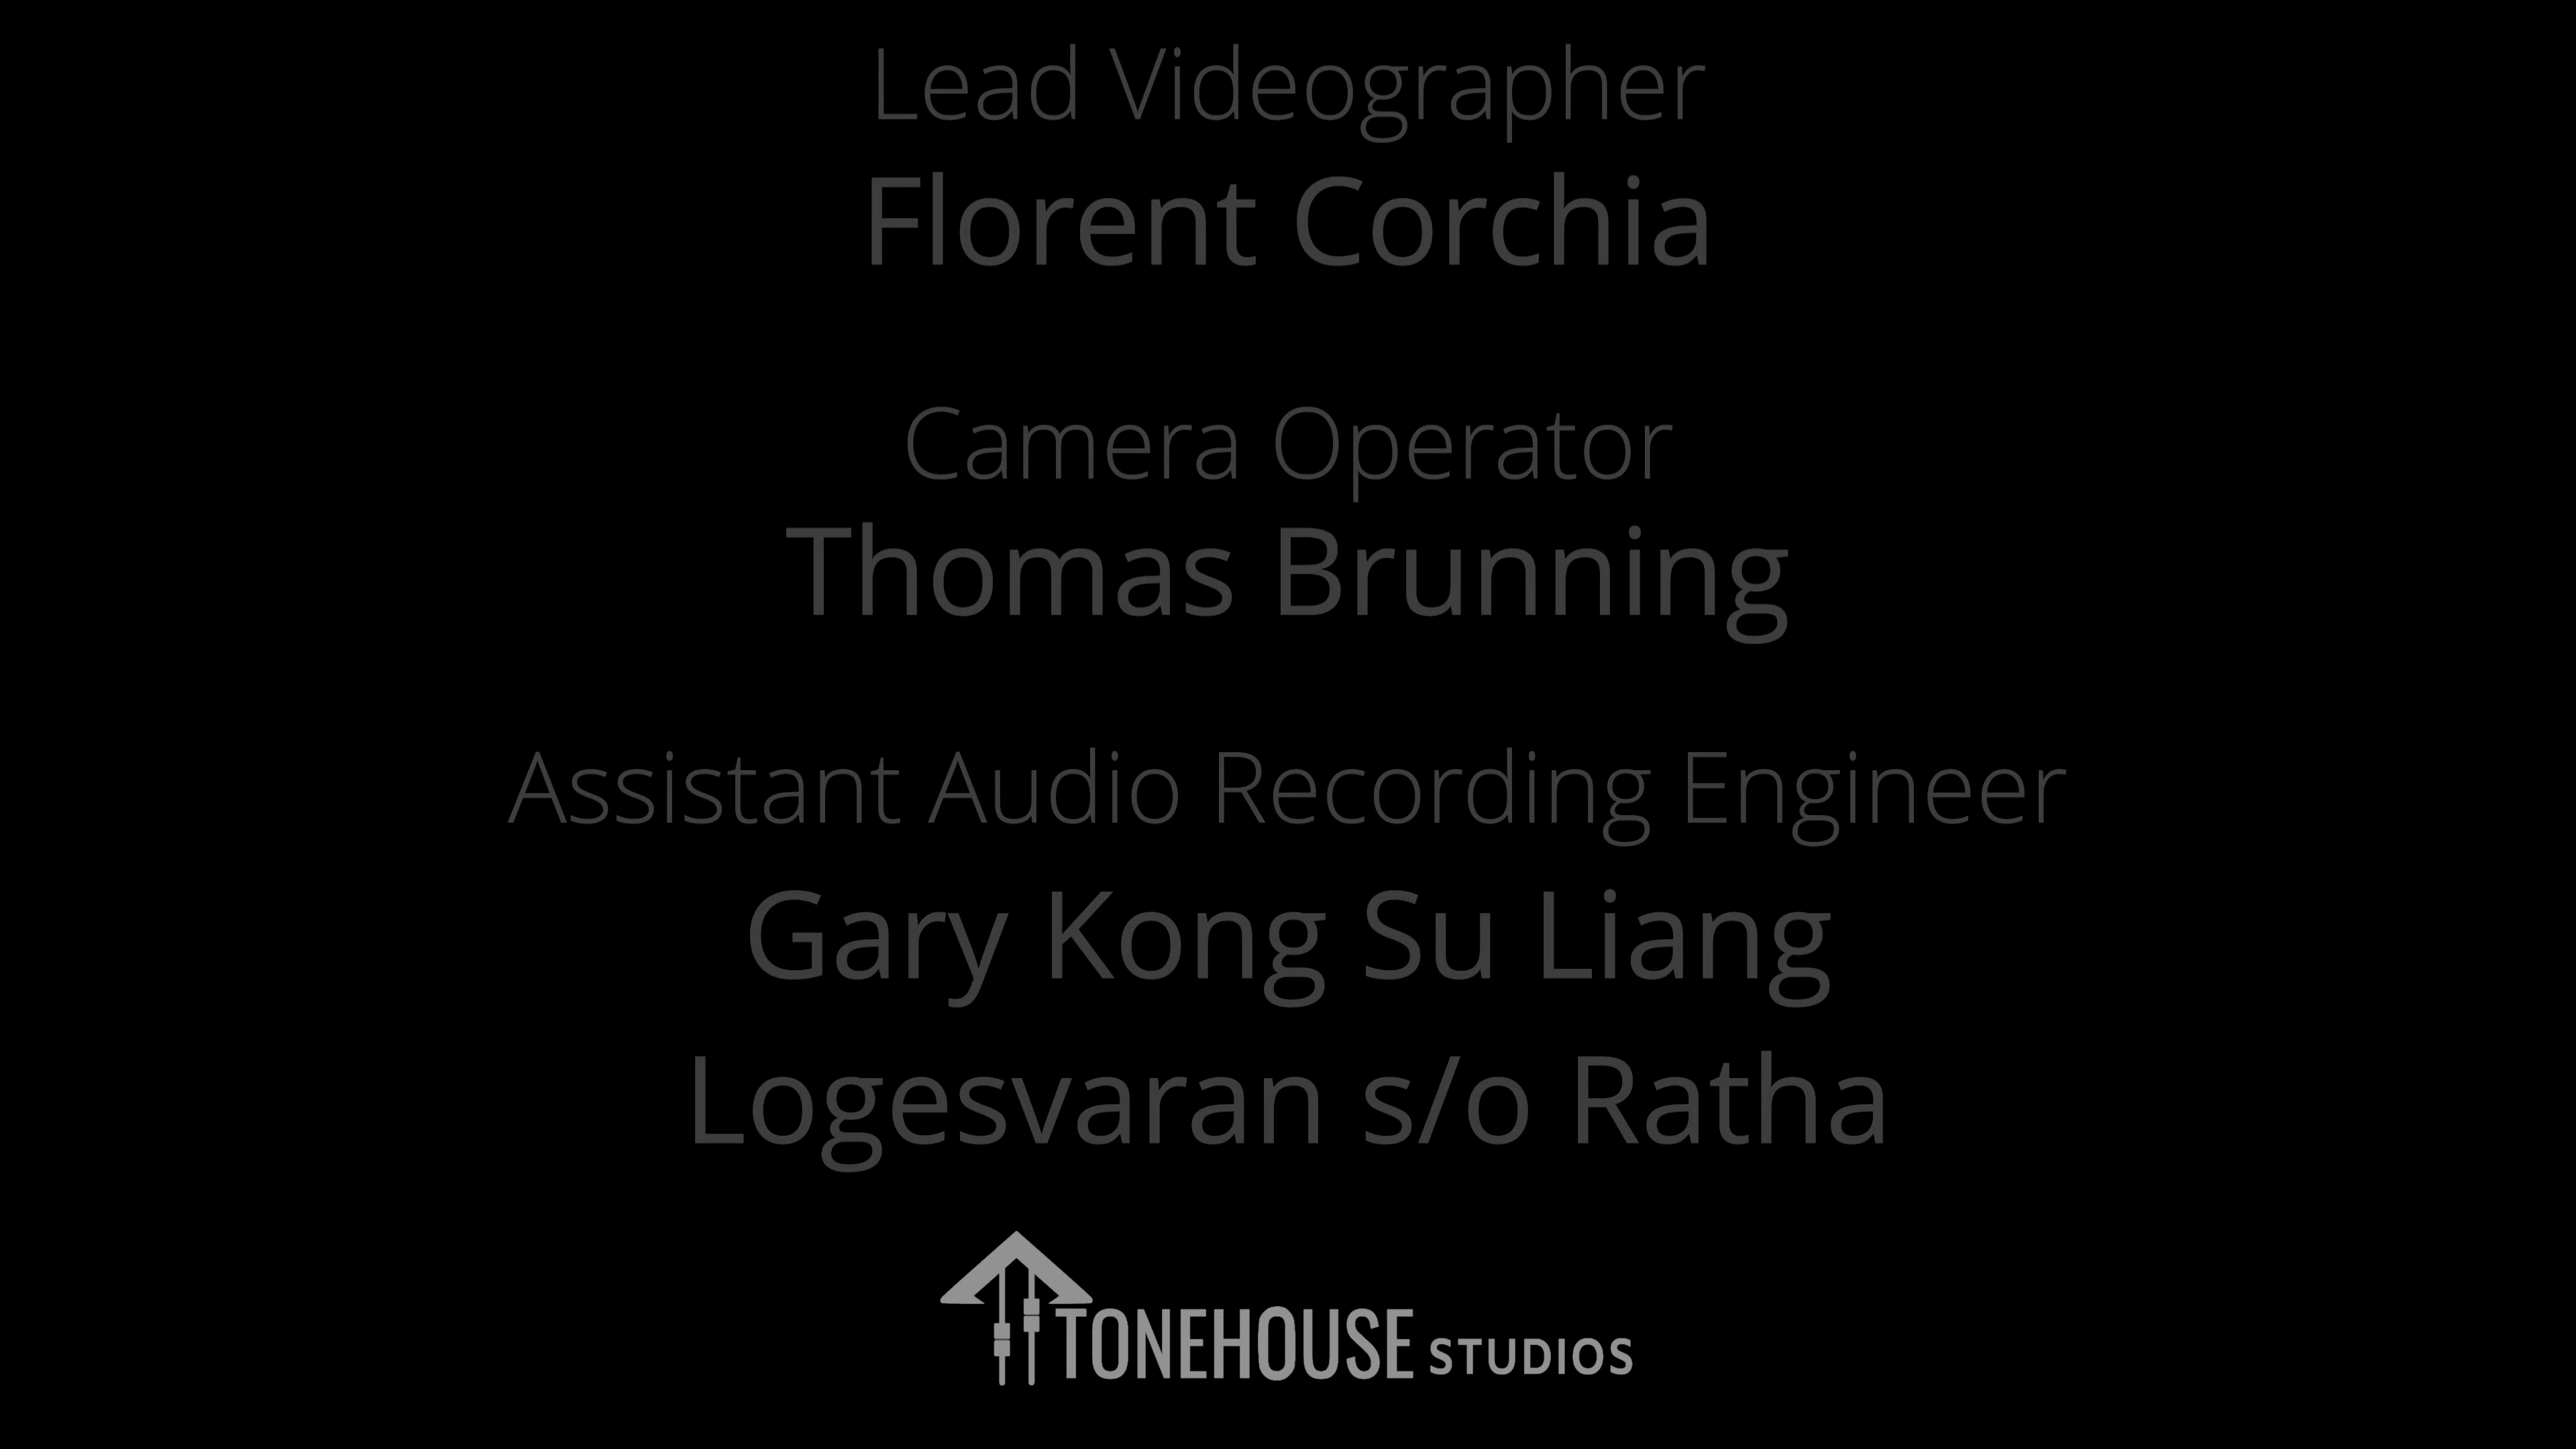 Lead Videographer
Florent Corchia
Camera Operator
Thomas Brunning
Assistant Audio Recording Engineer
Gary Kong Su Liang
Logesvaran s/o Ratha
TONEHOUSE STUDIOS